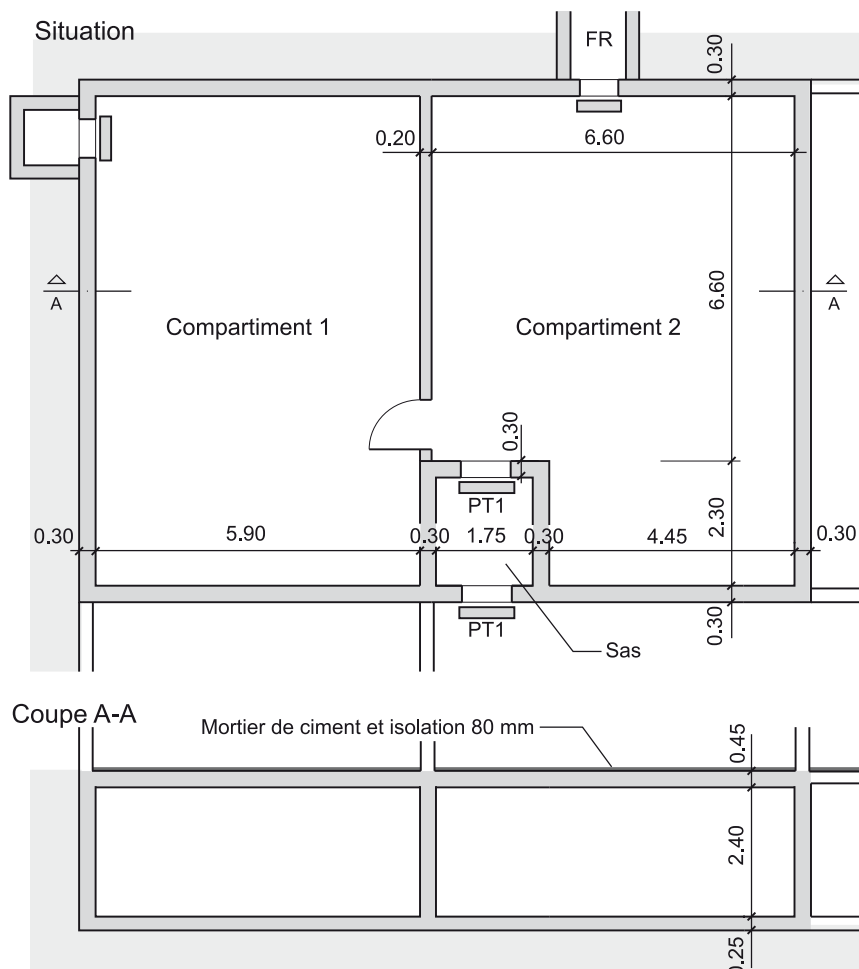 Situation
FR
0.30
0.20
6.60
A
A
6.60
Compartiment 1
Compartiment 2
0.30
PT1
0.30
5.90
0.30
1.75
0.30
4.45
2.30
0.30
0.30
PT1
Sas
Coupe A-A
Mortier de ciment et isolation 80 mm
0.45
2.40
0.25